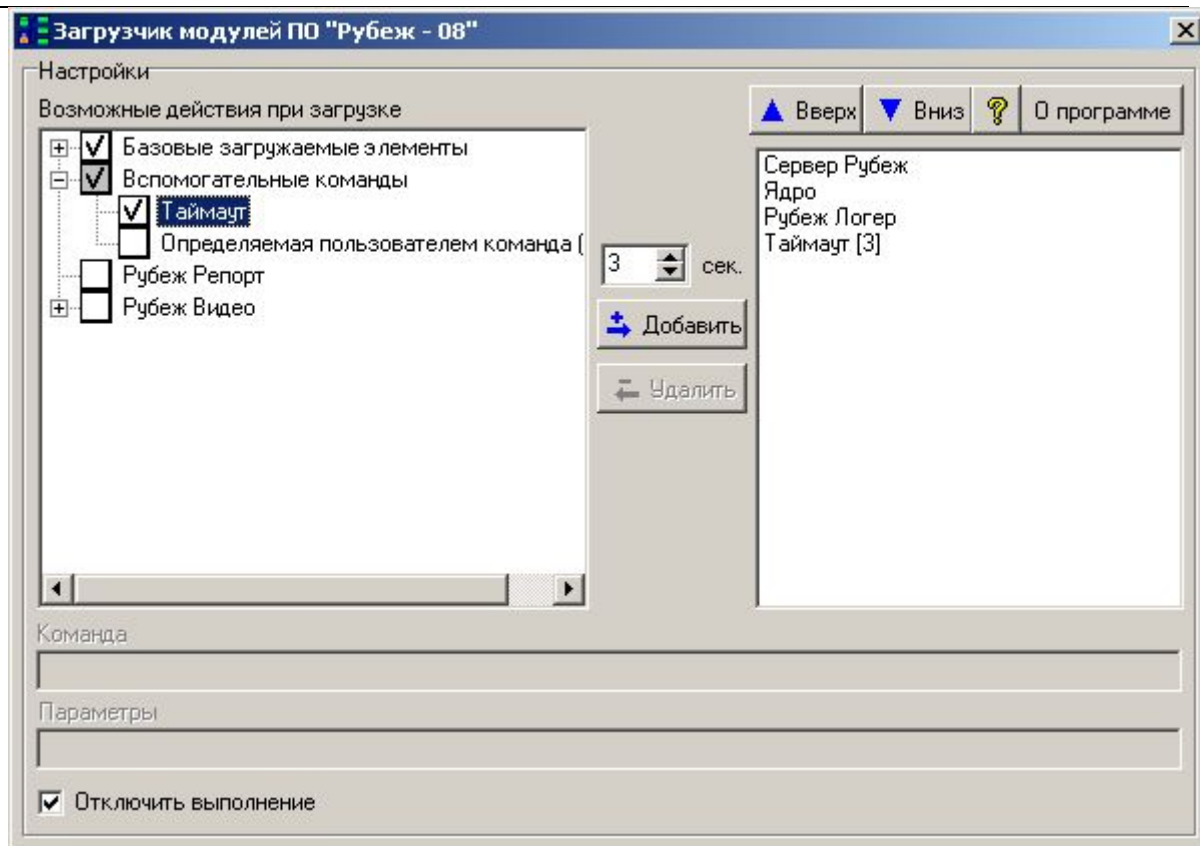 Загрузчик модулей ПО "Рубеж - 08"
Настройки
Возможные действия при загрузке
Вверх
Вниз
О программе
Базовые загружаемые элементы
Вспомогательные команды
Таймаут
Определяемая пользователем команда (
Рубеж Репорт
Рубеж Видео
3 сек.
Добавить
Удалить
Сервер Рубеж
Ядро
Рубеж Логер
Таймаут [3]
Команда
Параметры
Отключить выполнение